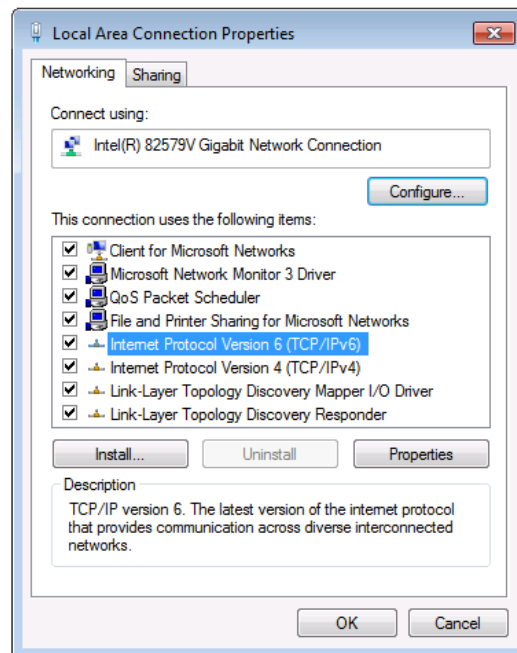 Local Area Connection Properties
Networking Sharing
Connect using:
Intel(R) 82579V Gigabit Network Connection
Configure...
This connection uses the following items:
Client for Microsoft Networks
Microsoft Network Monitor 3 Driver
QoS Packet Scheduler
File and Printer Sharing for Microsoft Networks
Internet Protocol Version 6 (TCP/IPv6)
Internet Protocol Version 4 (TCP/IPv4)
Link-Layer Topology Discovery Mapper I/O Driver
Link-Layer Topology Discovery Responder
Install... Uninstall Properties
Description
TCP/IP version 6. The latest version of the internet protocol
that provides communication across diverse interconnected
networks.
OK Cancel